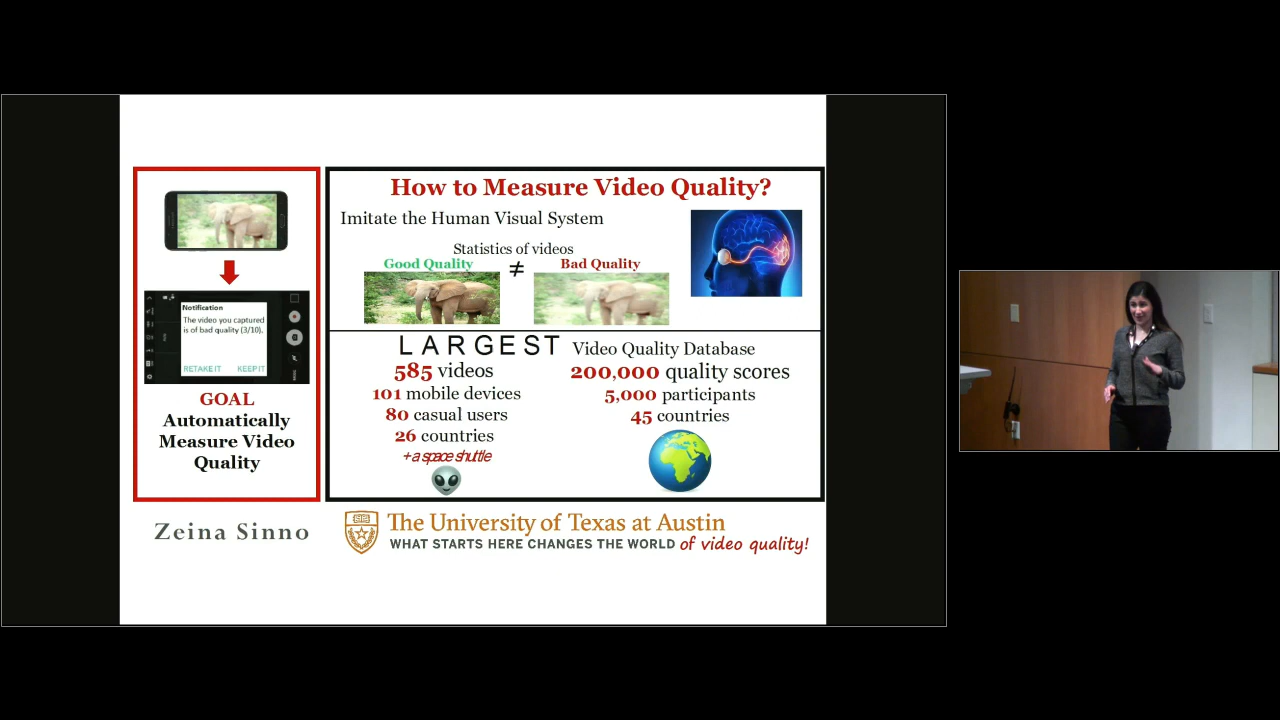 Notification
The video you captured
is of bad quality (3/10).
RETAKE IT KEEP IT
GOAL
Automatically
Measure Video
Quality
How to Measure Video Quality?
Imitate the Human Visual System
Statistics of videos
Good Quality ≠ Bad Quality
LARGEST Video Quality Database
585 videos
101 mobile devices
80 casual users
26 countries
+ a space shuttle
200,000 quality scores
5,000 participants
45 countries
Zeina Sinno
The University of Texas at Austin
WHAT STARTS HERE CHANGES THE WORLD of video quality!